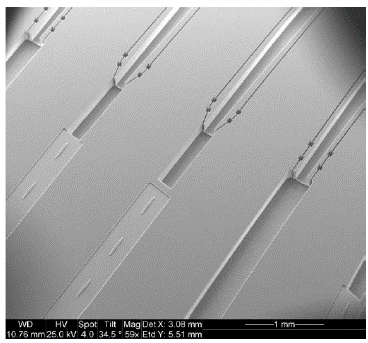 WD HV Spot Tilt Mag Det X: 3.08 mm 1 mm
10.76 mm 25.0 kV 4.0 34.5 ° 59x Etd Y: 5.51 mm